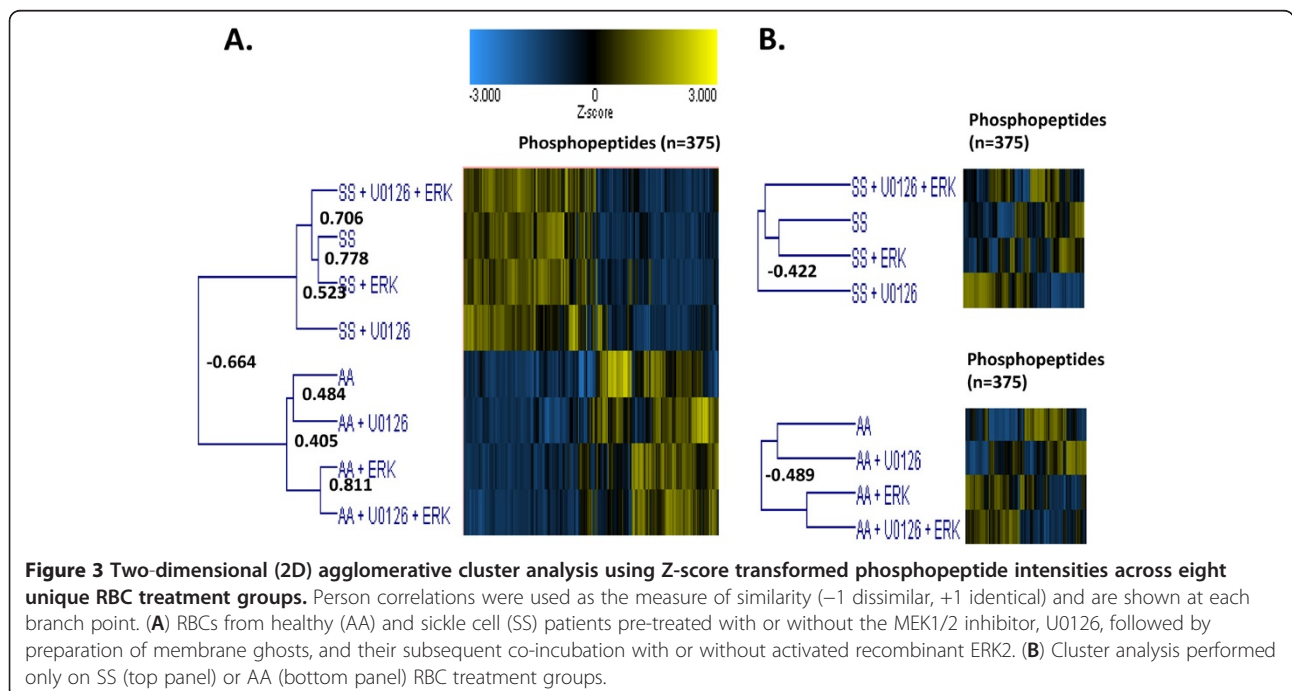 A.
B.
-3.000 0 3.000
Z-score
Phosphopeptides (n=375)
SS + U0126 + ERK
0.706
SS
0.778
SS + ERK
0.523
SS + U0126
-0.664
AA
0.484
AA + U0126
0.405
AA + ERK
0.811
AA + U0126 + ERK
Phosphopeptides
(n=375)
SS + U0126 + ERK
SS
SS + ERK
-0.422
SS + U0126
Phosphopeptides
(n=375)
AA
AA + U0126
-0.489
AA + ERK
AA + U0126 + ERK
Figure 3 Two-dimensional (2D) agglomerative cluster analysis using Z-score transformed phosphopeptide intensities across eight
unique RBC treatment groups. Person correlations were used as the measure of similarity (−1 dissimilar, +1 identical) and are shown at each
branch point. (A) RBCs from healthy (AA) and sickle cell (SS) patients pre-treated with or without the MEK1/2 inhibitor, U0126, followed by
preparation of membrane ghosts, and their subsequent co-incubation with or without activated recombinant ERK2. (B) Cluster analysis performed
only on SS (top panel) or AA (bottom panel) RBC treatment groups.